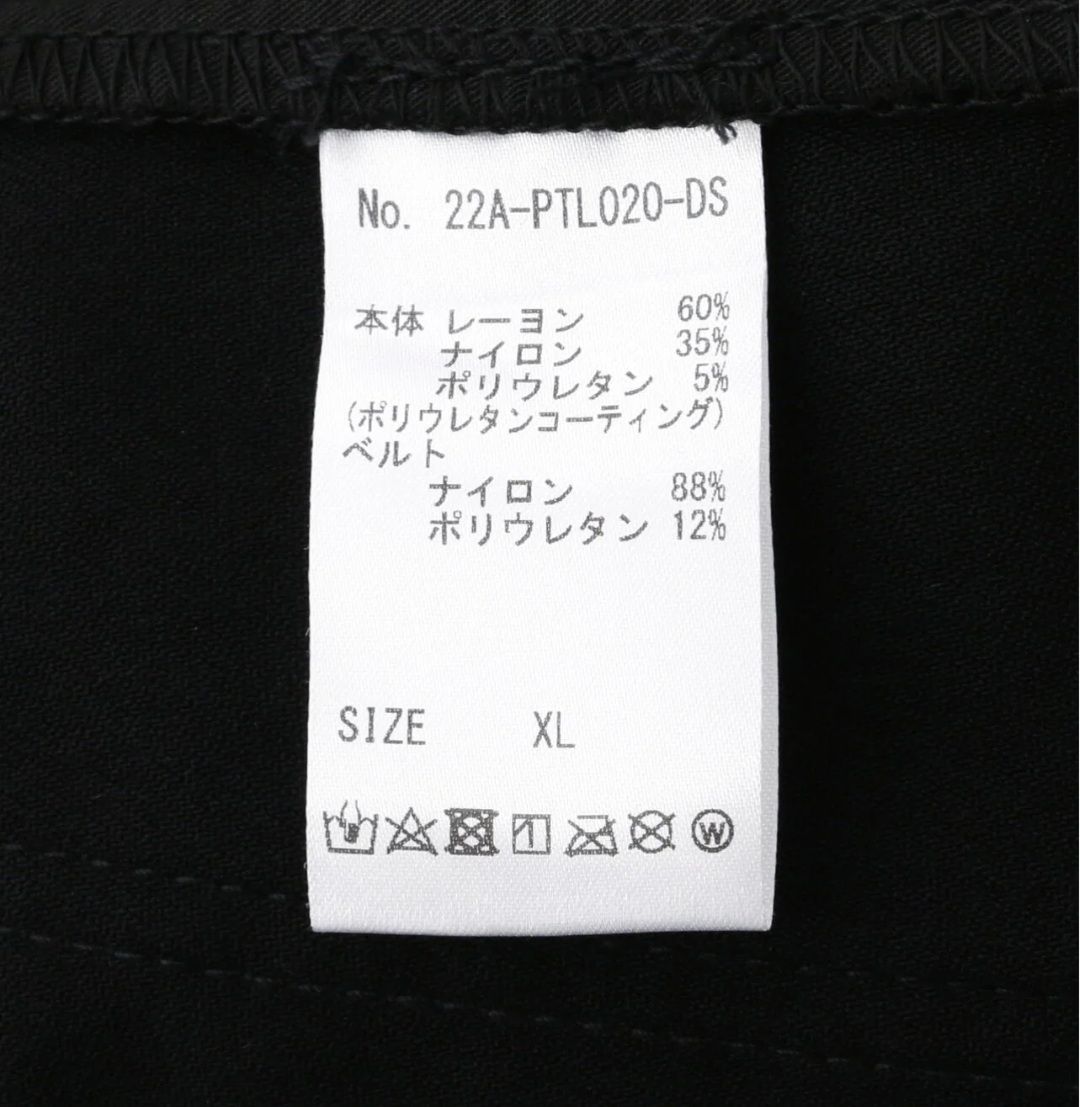 No. 22A-PTL020-DS
本体 レーヨン 60%
ナイロン 35%
ポリウレタン 5%
(ポリウレタンコーティング)
ベルト
ナイロン 88%
ポリウレタン 12%
SIZE XL
1 W